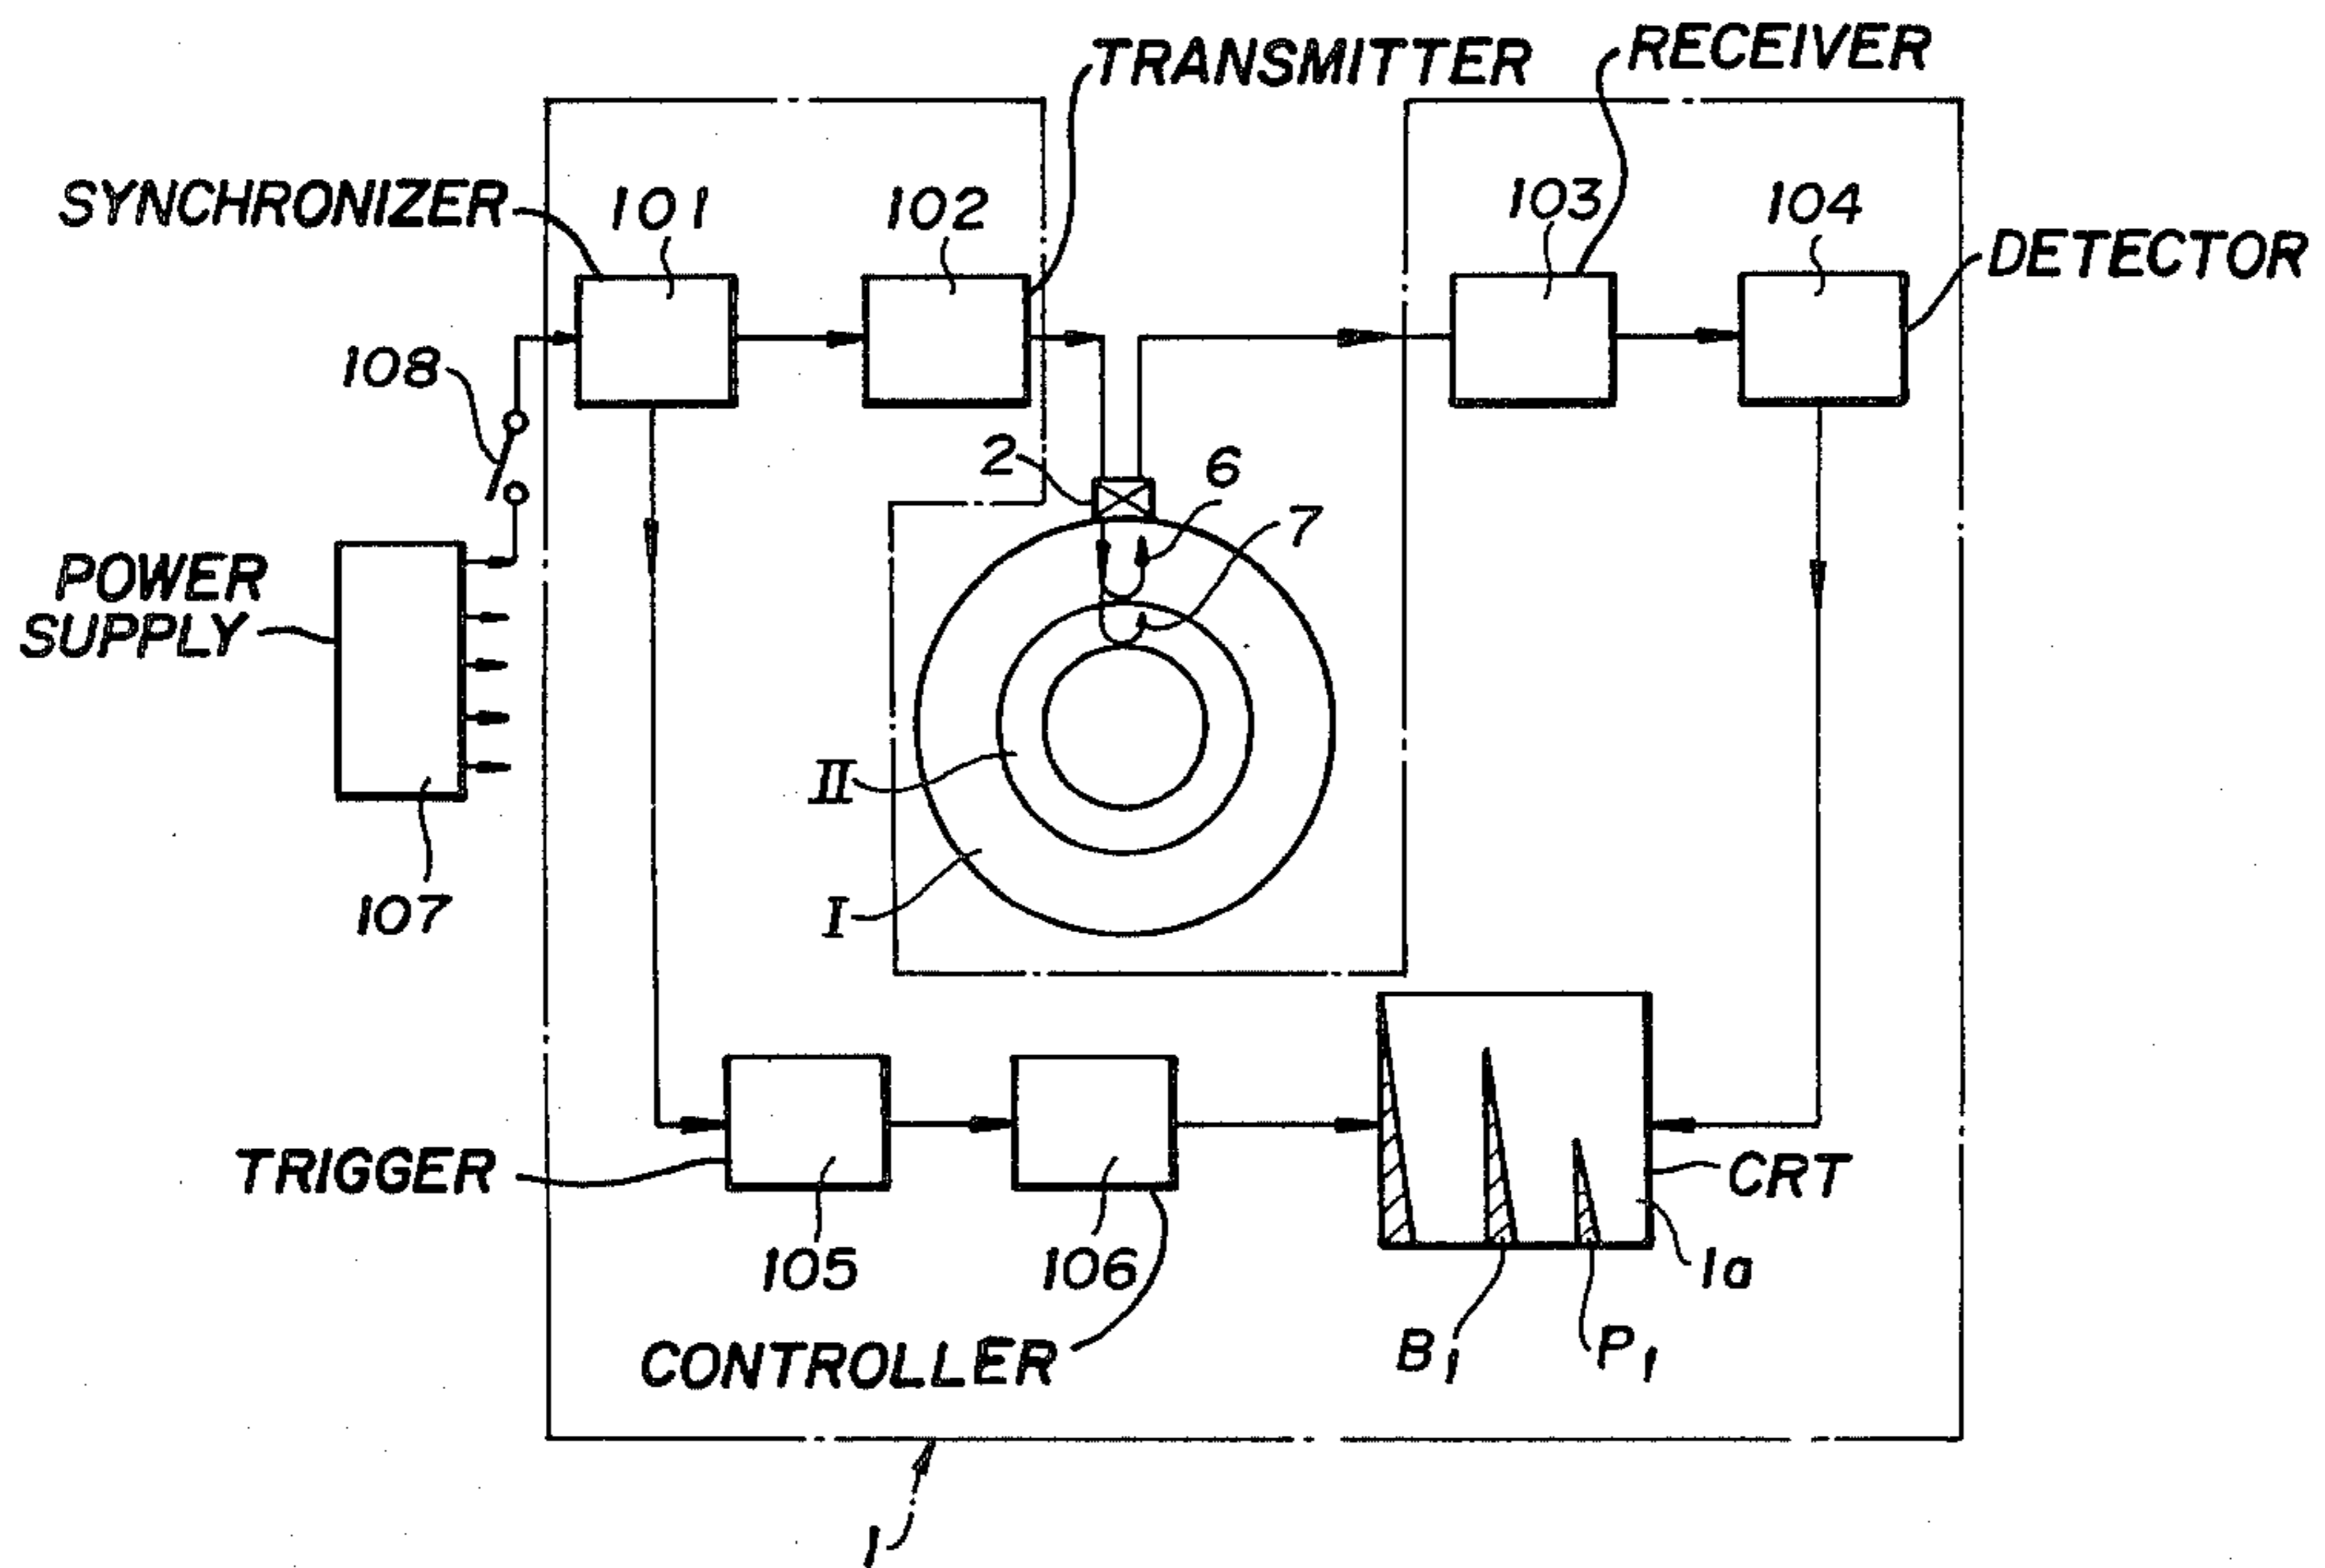 TRANSMITTER
RECEIVER
SYNCHRONIZER
101
102
103
104
DETECTOR
108
2
6
7
POWER
SUPPLY
II
I
107
TRIGGER
CRT
105
106
1a
CONTROLLER
B1
P1
1